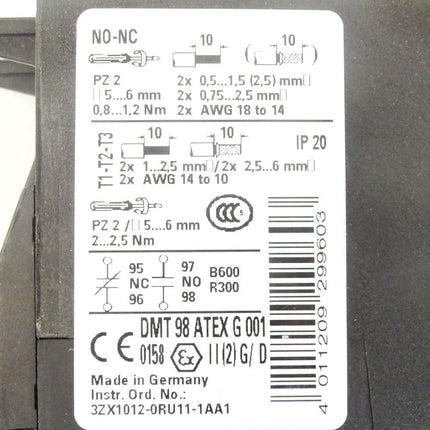 NO-NC
10
10
PZ 2
2x 0,5...1,5 (2,5) mm□
□5...6 mm
2x 0,75...2,5 mm□
0,8...1,2 Nm
2x AWG 18 to 14
T1-T2-T3
10
10
IP 20
2x 1...2,5 mm□/2x 2,5...6 mm□
2x AWG 14 to 10
PZ 2 /□ 5...6 mm
2...2,5 Nm
CCC S
95
97
NC
NO
B600
R300
96
98
DMT 98 ATEX G 001
CE 0158 Ex II(2) G/ D
Made in Germany
Instr. Ord. No.:
3ZX1012-0RU11-1AA1
4 011209 299603